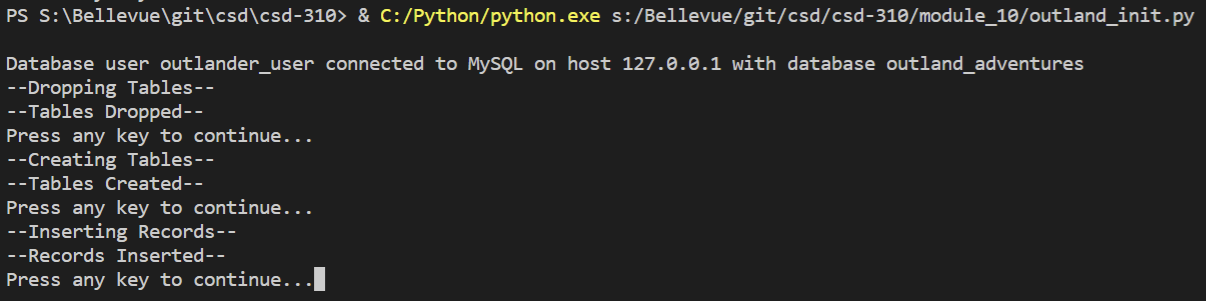 PS S:\Bellevue\git\csd\csd-310> & C:/Python/python.exe s:/Bellevue/git/csd/csd-310/module_10/outland_init.py
Database user outlander_user connected to MySQL on host 127.0.0.1 with database outland_adventures
--Dropping Tables--
--Tables Dropped--
Press any key to continue...
--Creating Tables--
--Tables Created--
Press any key to continue...
--Inserting Records--
--Records Inserted--
Press any key to continue...